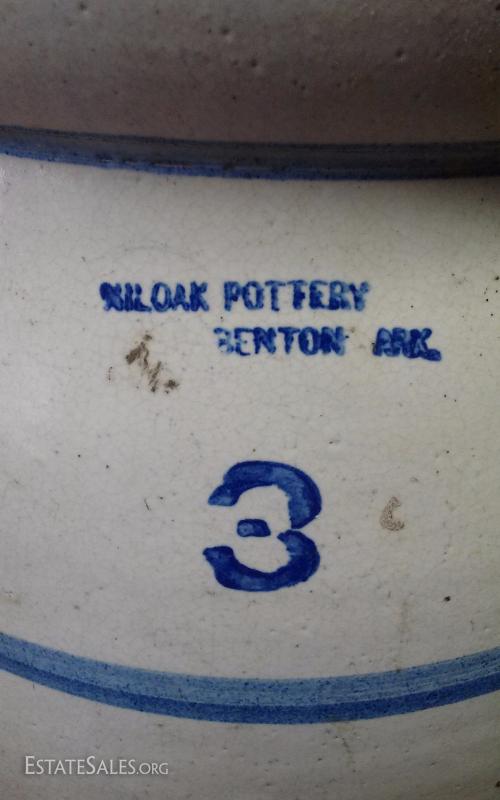 NILOAK POTTERY
BENTON ARK.
3
ESTATESALES.ORG